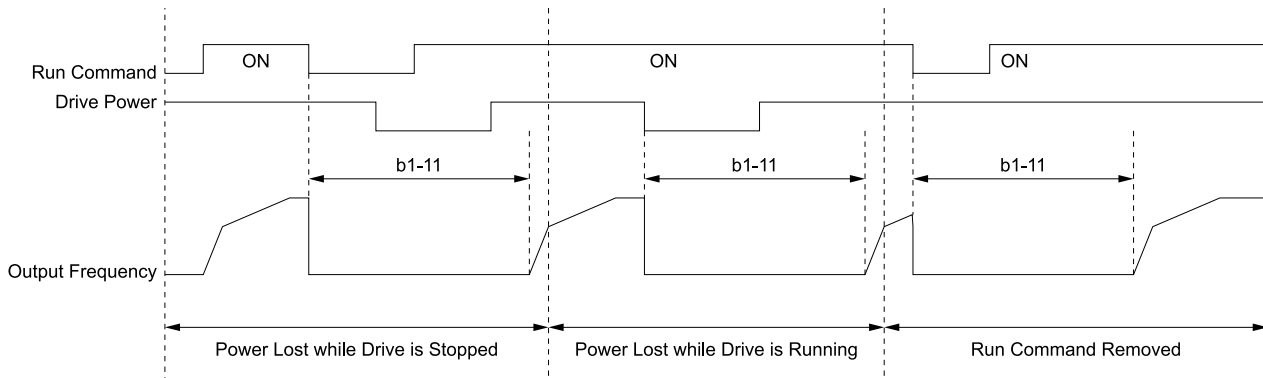 Run Command
ON
ON
ON
Drive Power
b1-11
b1-11
b1-11
Output Frequency
Power Lost while Drive is Stopped
Power Lost while Drive is Running
Run Command Removed